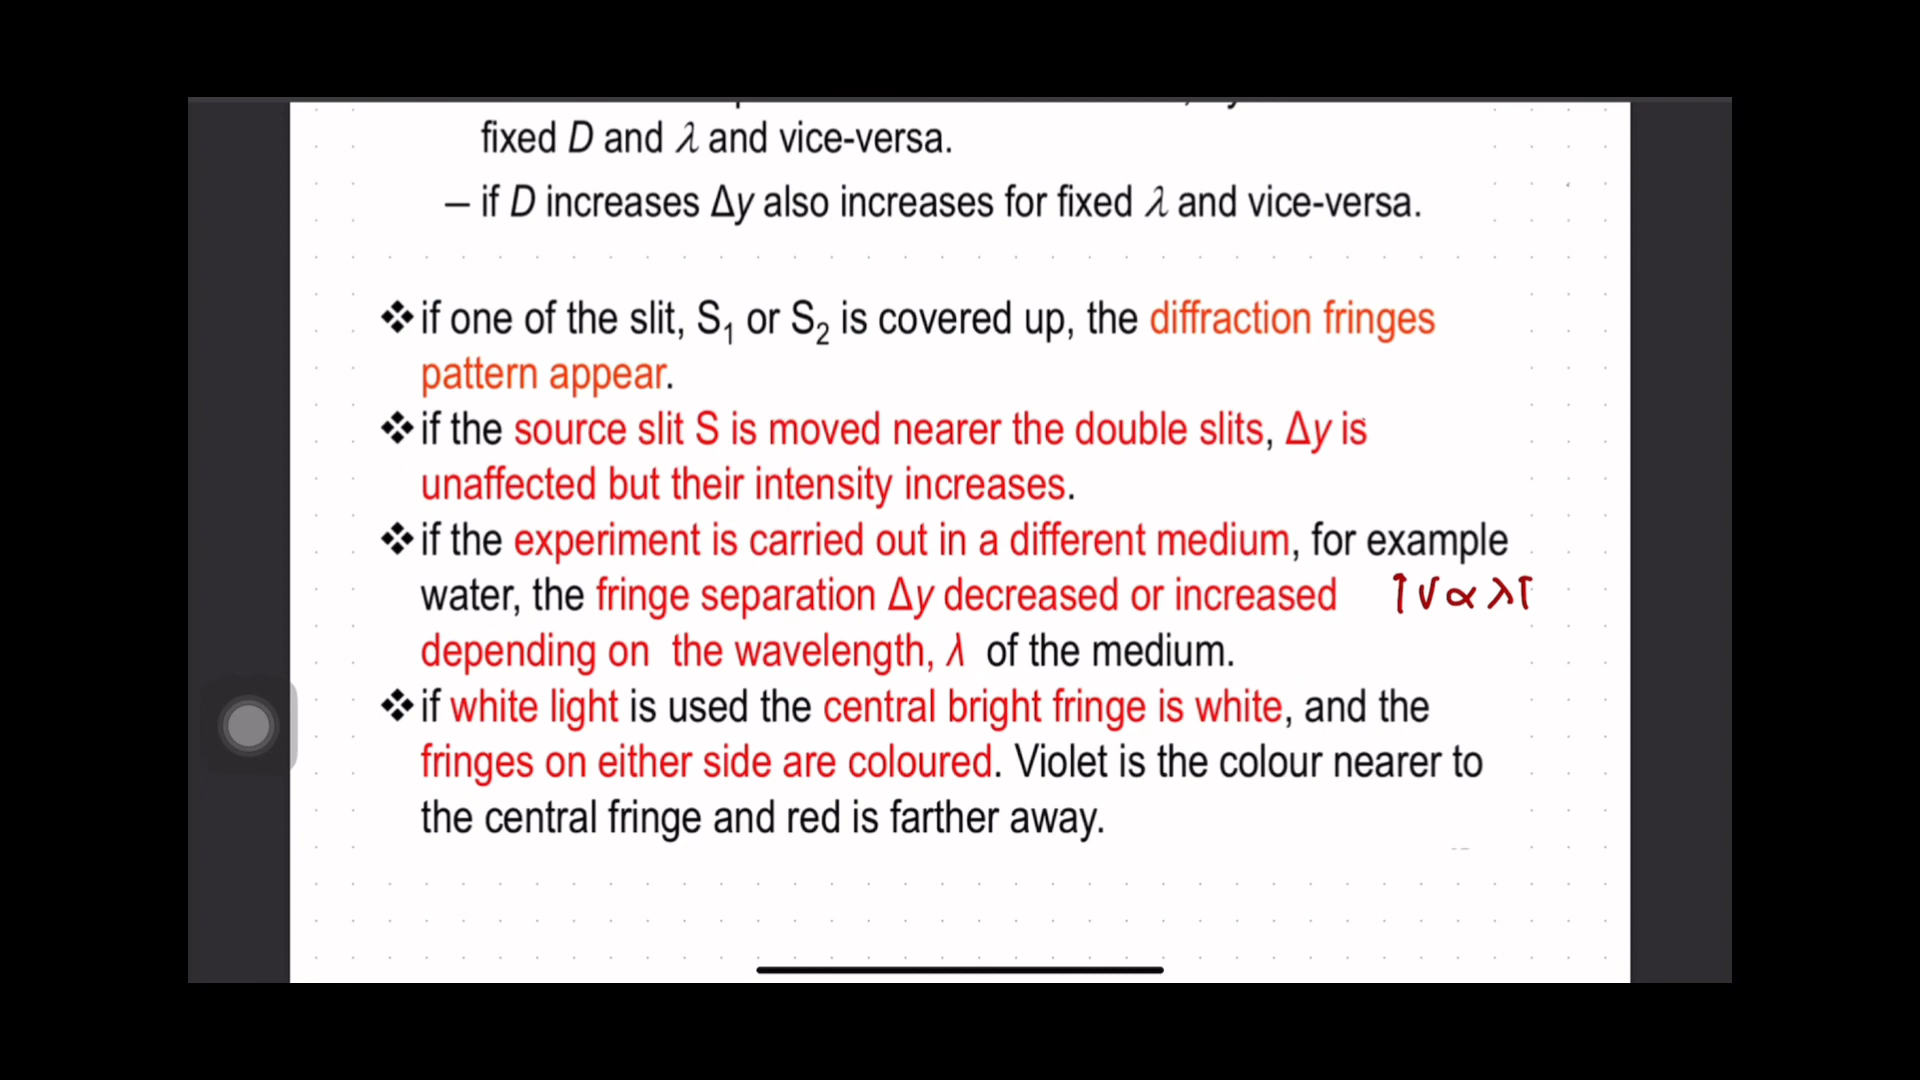 fixed D and λ and vice-versa.
– if D increases Δy also increases for fixed λ and vice-versa.
❖ if one of the slit, S₁ or S₂ is covered up, the diffraction fringes
pattern appear.
❖ if the source slit S is moved nearer the double slits, Δy is
unaffected but their intensity increases.
❖ if the experiment is carried out in a different medium, for example
water, the fringe separation Δy decreased or increased ↑v∝λ↑
depending on the wavelength, λ of the medium.
❖ if white light is used the central bright fringe is white, and the
fringes on either side are coloured. Violet is the colour nearer to
the central fringe and red is farther away.